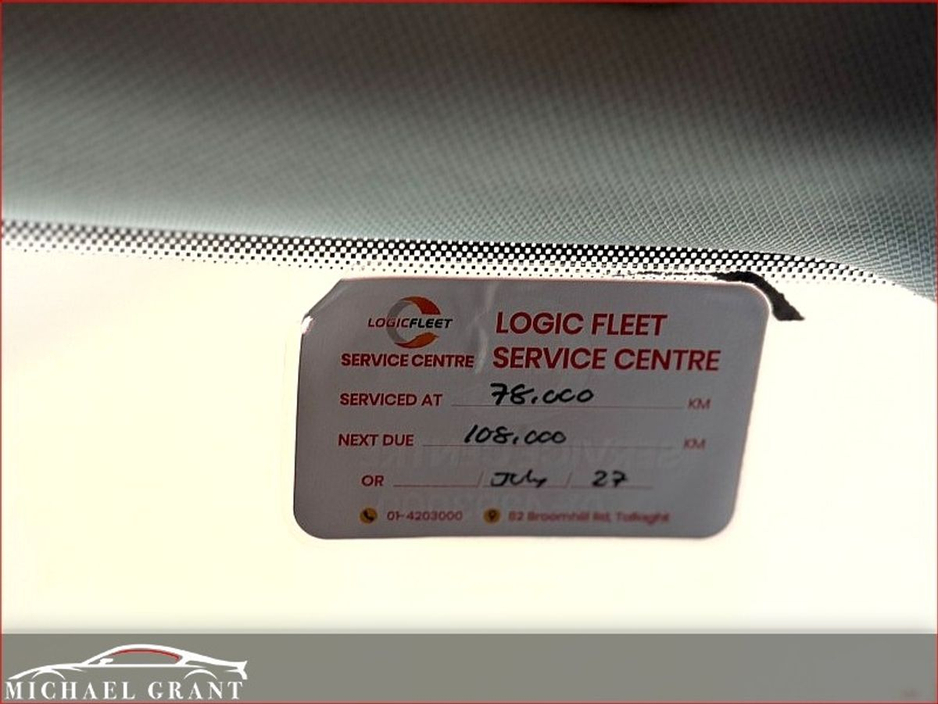 LOGICFLEET
SERVICE CENTRE
LOGIC FLEET
SERVICE CENTRE
SERVICED AT 78,000 KM
NEXT DUE 108,000 KM
OR / July / 27
01-4203000 62 Broomhill Rd, Tallaght
MICHAEL GRANT